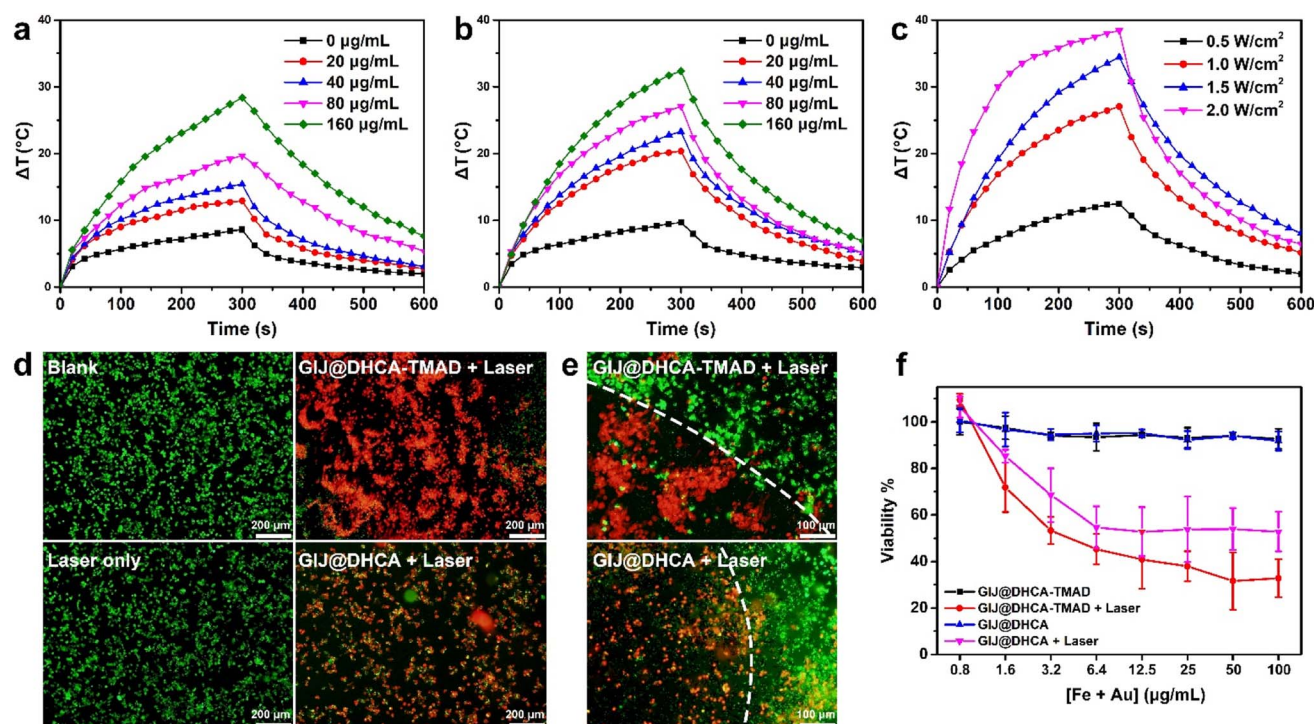 a
ΔT (°C)
40
30
20
10
0
0 μg/mL
20 μg/mL
40 μg/mL
80 μg/mL
160 μg/mL
0 100 200 300 400 500 600
Time (s)
b
ΔT (°C)
40
30
20
10
0
0 μg/mL
20 μg/mL
40 μg/mL
80 μg/mL
160 μg/mL
0 100 200 300 400 500 600
Time (s)
c
ΔT (°C)
40
30
20
10
0
0.5 W/cm²
1.0 W/cm²
1.5 W/cm²
2.0 W/cm²
0 100 200 300 400 500 600
Time (s)
d
Blank
200 μm
GIJ@DHCA-TMAD + Laser
200 μm
Laser only
200 μm
GIJ@DHCA + Laser
200 μm
e
GIJ@DHCA-TMAD + Laser
100 μm
GIJ@DHCA + Laser
100 μm
f
Viability %
100
80
60
40
20
0
GIJ@DHCA-TMAD
GIJ@DHCA-TMAD + Laser
GIJ@DHCA
GIJ@DHCA + Laser
0.8 1.6 3.2 6.4 12.5 25 50 100
[Fe + Au] (μg/mL)